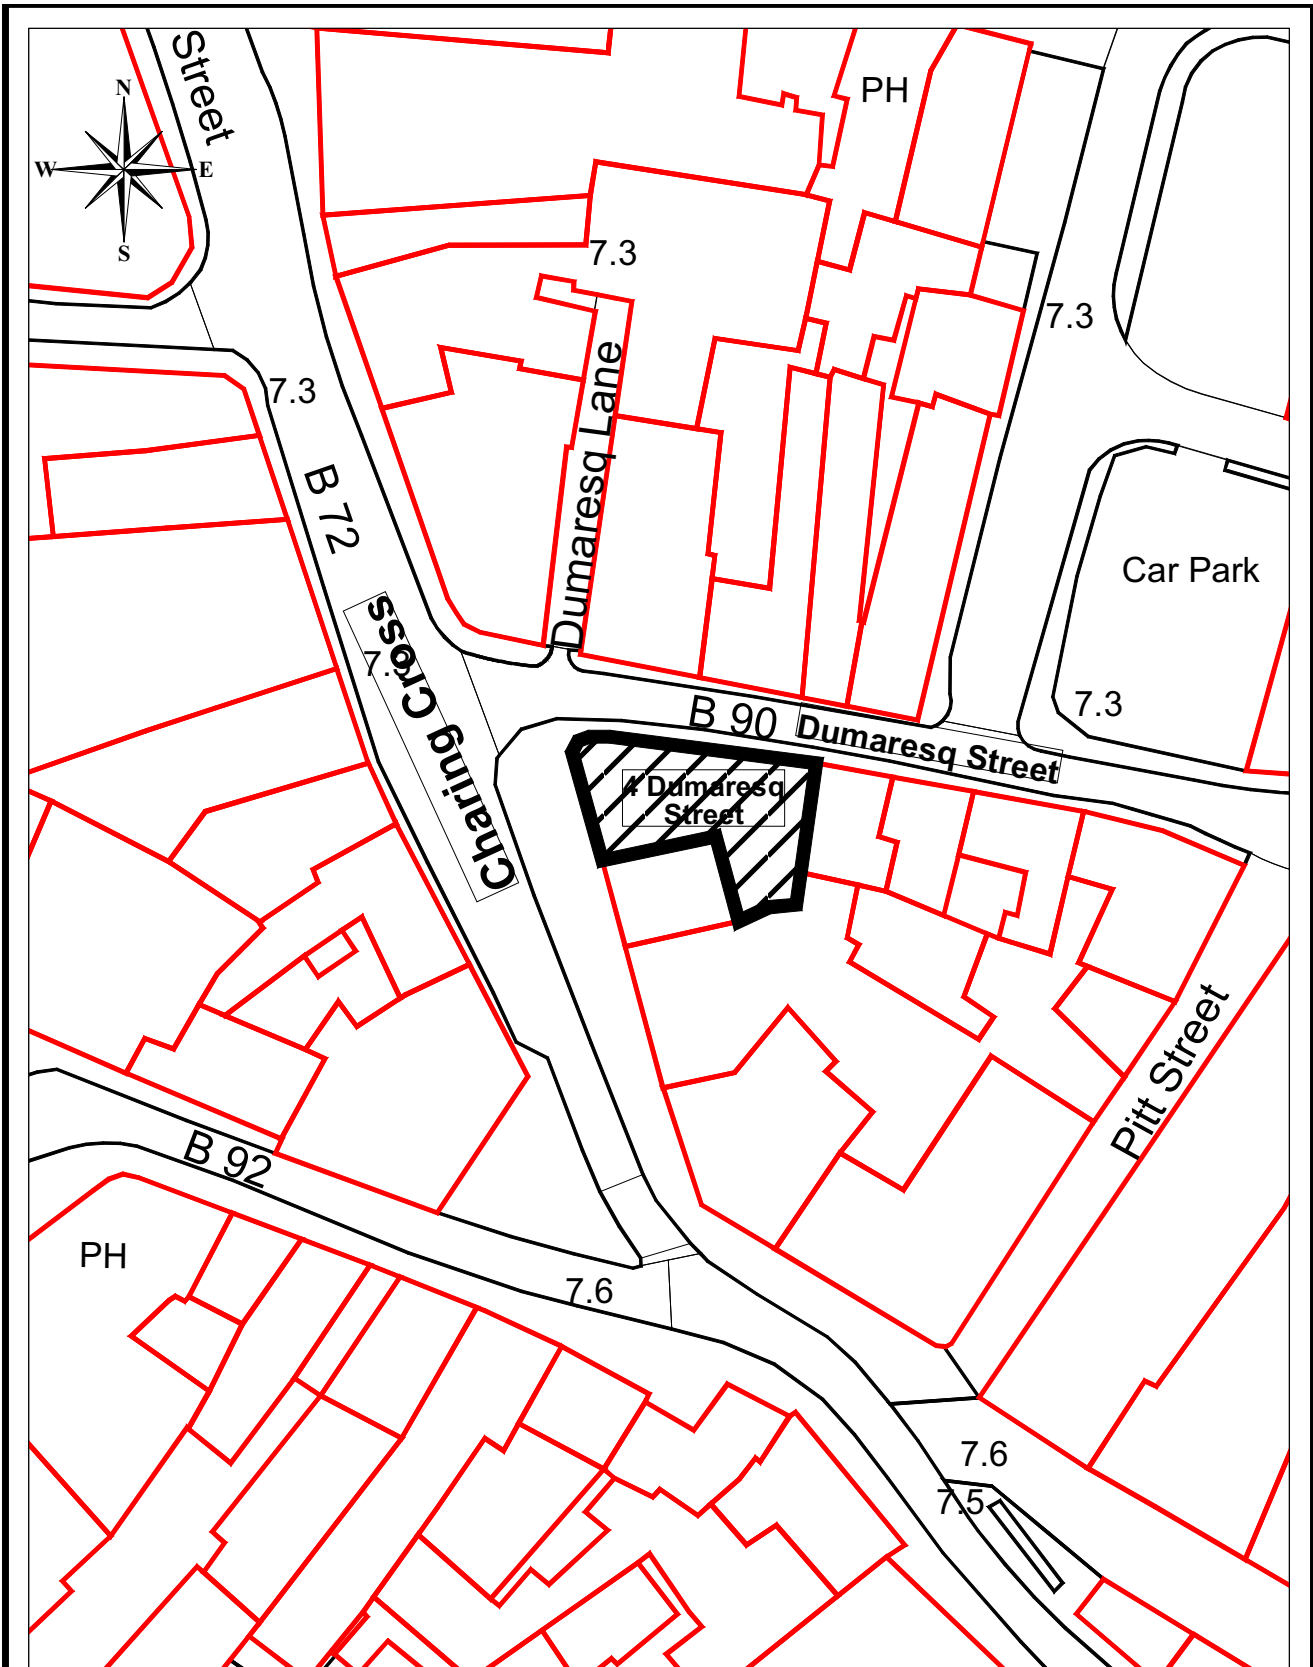 Street
N
W
E
S
PH
7.3
7.3
7.3
Dumaresq Lane
B 72
Car Park
Charing Cross
7.3
B 90
Dumaresq Street
4 Dumaresq
Street
Pitt Street
B 92
PH
7.6
7.6
7.5